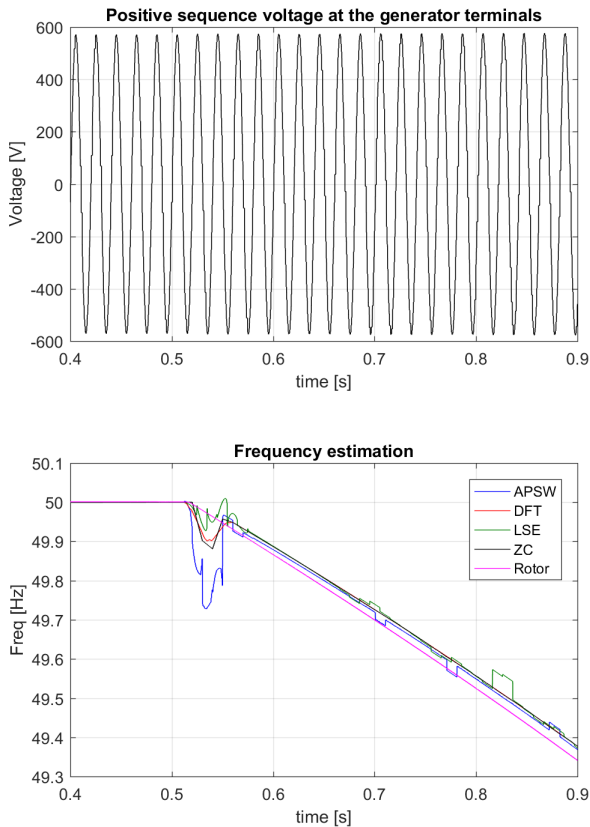 Positive sequence voltage at the generator terminals
600
400
200
0
-200
-400
-600
Voltage [V]
0.4 0.5 0.6 0.7 0.8 0.9
time [s]
Frequency estimation
50.1
50
49.9
49.8
49.7
49.6
49.5
49.4
49.3
Freq [Hz]
APSW
DFT
LSE
ZC
Rotor
0.4 0.5 0.6 0.7 0.8 0.9
time [s]